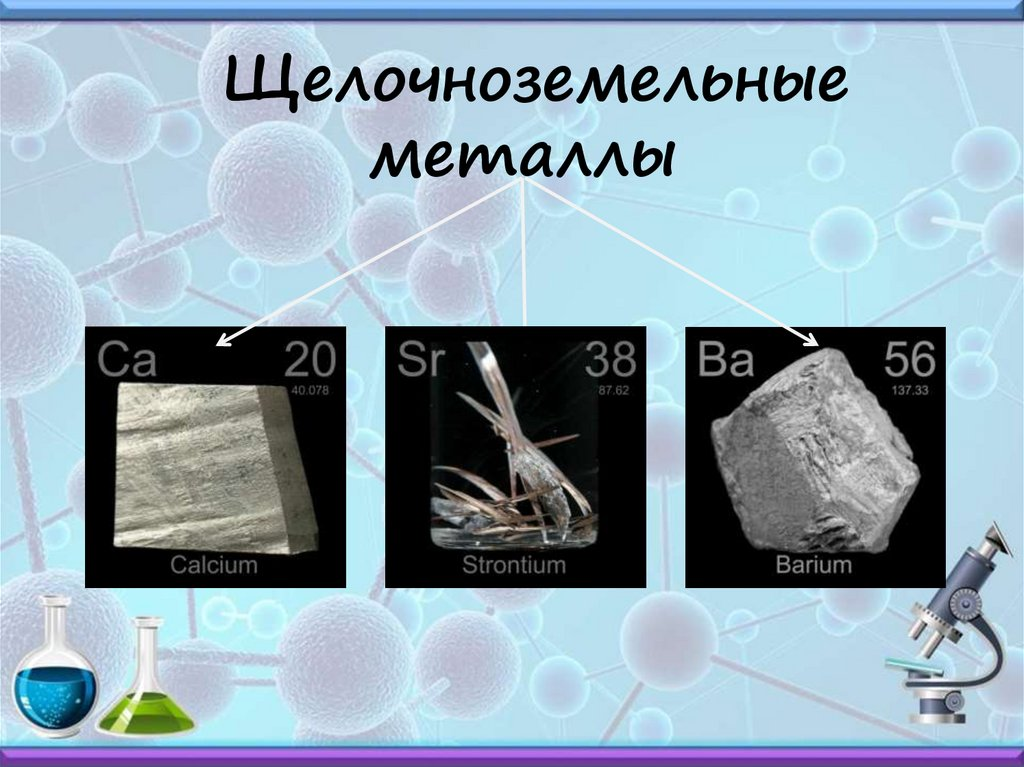 Щелочноземельные
металлы
Ca 20
40.078
Calcium
Sr 38
87.62
Strontium
Ba 56
137.33
Barium